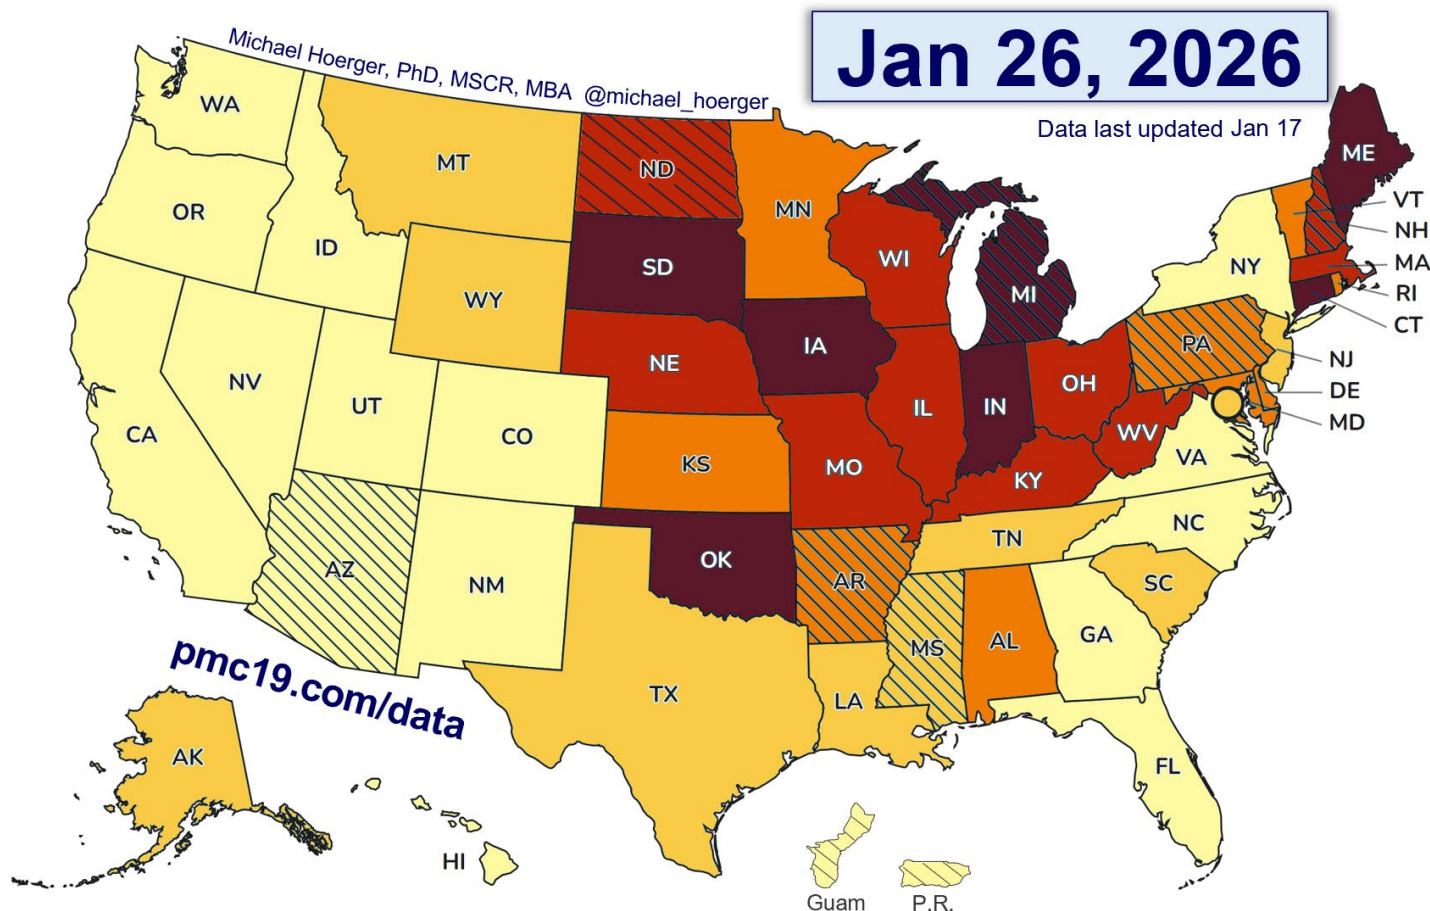 Jan 26, 2026
Michael Hoerger, PhD, MSCR, MBA @michael_hoerger
Data last updated Jan 17
WA
MT
ND
MN
ME
VT
OR
ID
SD
WI
NH
NY
MA
WY
MI
RI
CT
IA
NE
PA
NJ
NV
UT
OH
DE
CA
CO
IL
IN
MD
WV
KS
MO
KY
VA
NC
TN
AZ
NM
OK
AR
SC
MS
AL
GA
pmc19.com/data
TX
LA
AK
FL
HI
Guam
P.R.